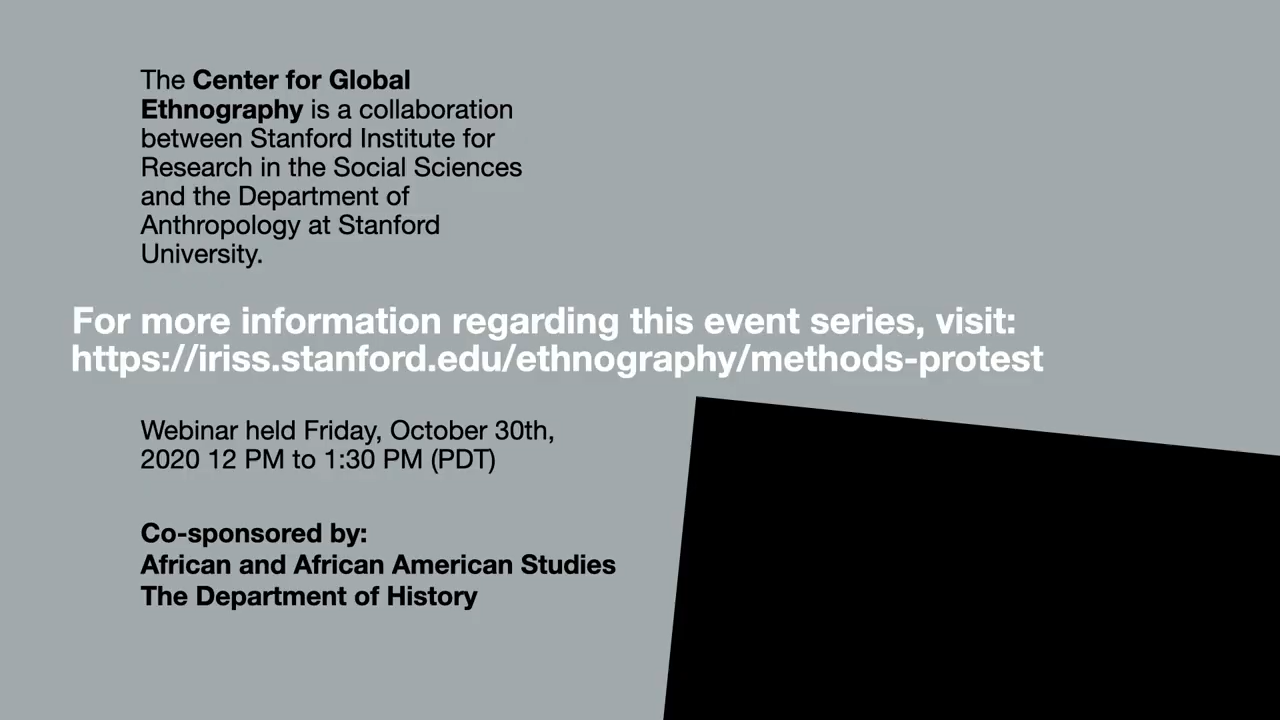 The Center for Global
Ethnography is a collaboration
between Stanford Institute for
Research in the Social Sciences
and the Department of
Anthropology at Stanford
University.
For more information regarding this event series, visit:
https://iriss.stanford.edu/ethnography/methods-protest
Webinar held Friday, October 30th,
2020 12 PM to 1:30 PM (PDT)
Co-sponsored by:
African and African American Studies
The Department of History